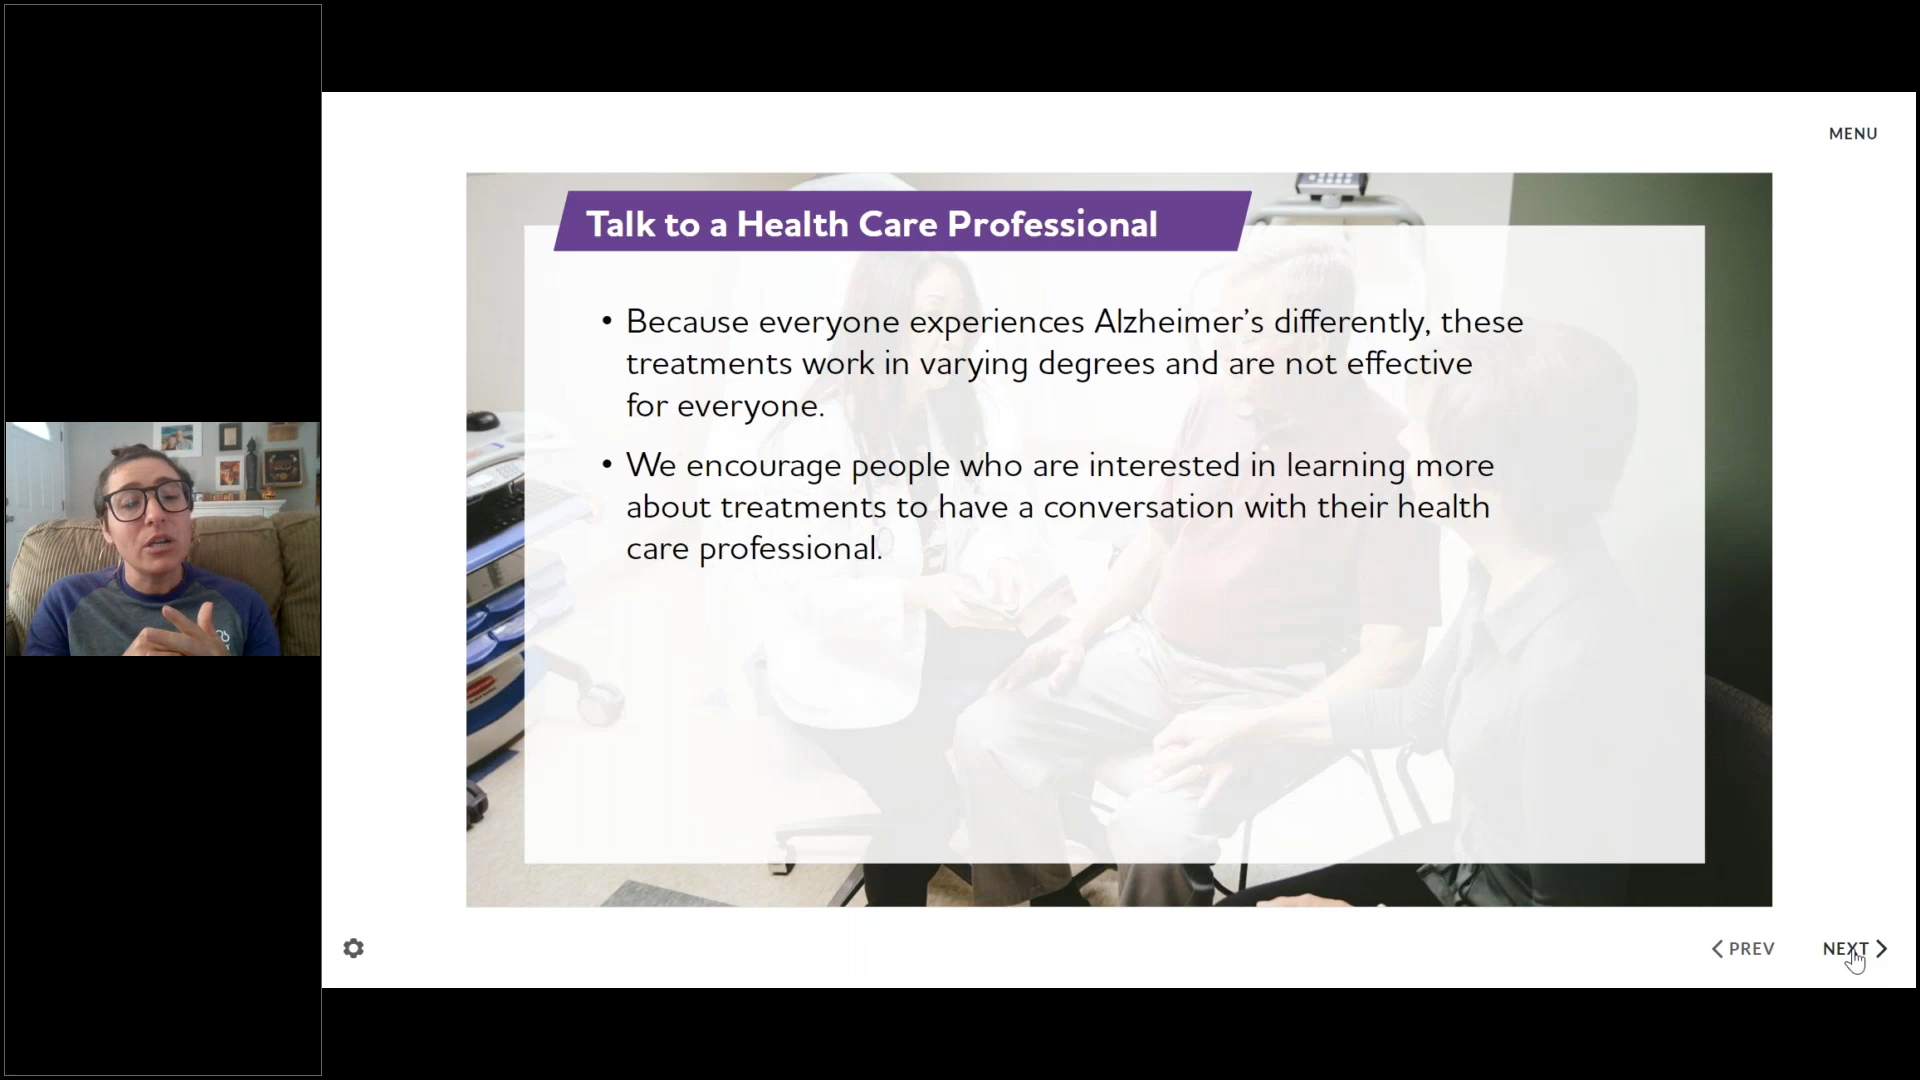 MENU
Talk to a Health Care Professional
• Because everyone experiences Alzheimer’s differently, these
treatments work in varying degrees and are not effective
for everyone.
• We encourage people who are interested in learning more
about treatments to have a conversation with their health
care professional.
PREV
NEXT